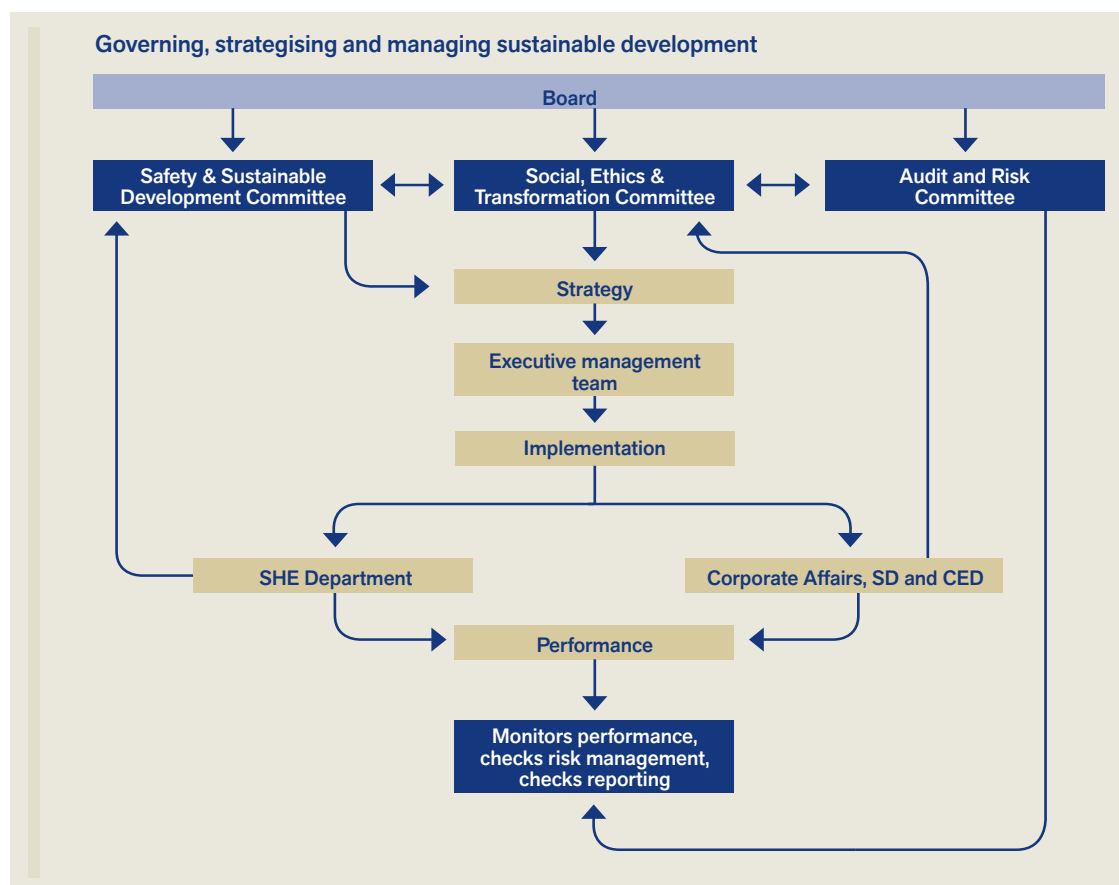 Governing, strategising and managing sustainable development
Board
Safety & Sustainable
Development Committee
Social, Ethics &
Transformation Committee
Audit and Risk
Committee
Strategy
Executive management
team
Implementation
SHE Department
Corporate Affairs, SD and CED
Performance
Monitors performance,
checks risk management,
checks reporting